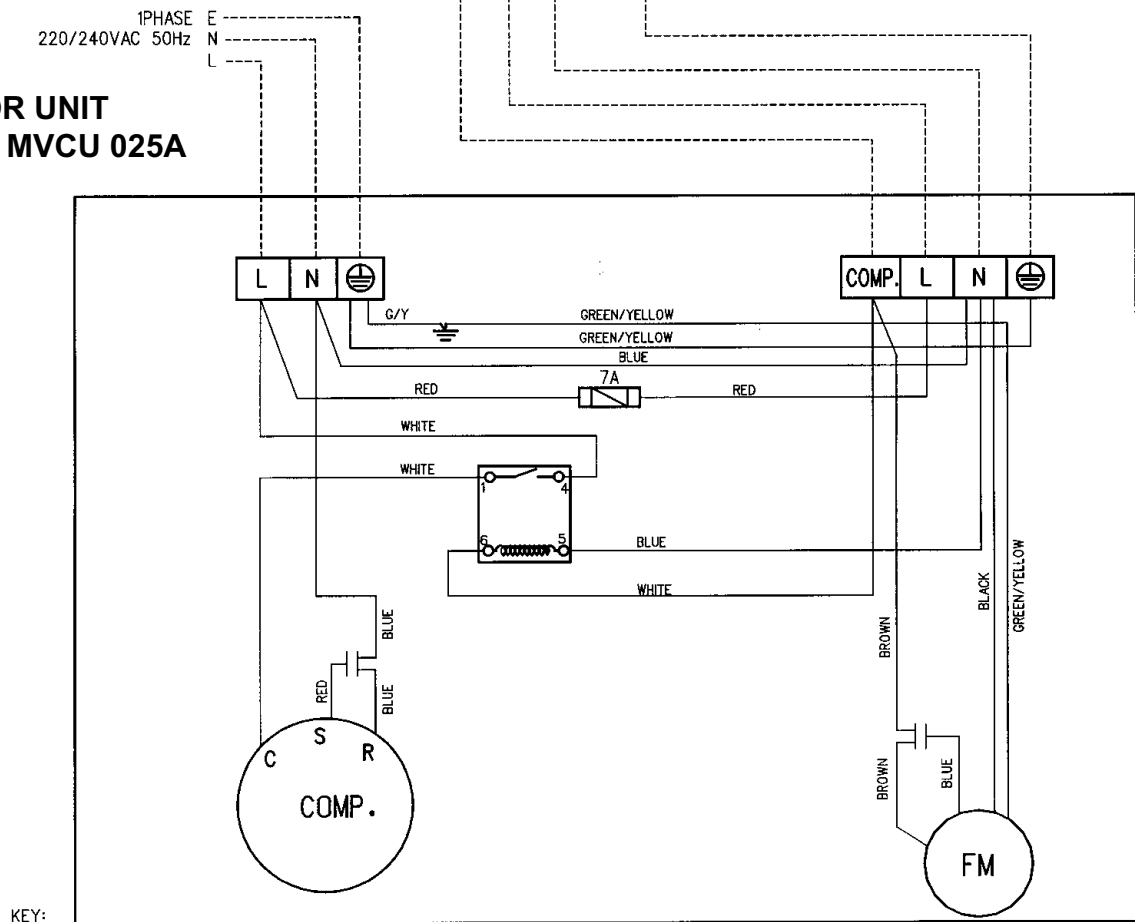 1PHASE E
220/240VAC 50Hz N
L
OR UNIT
MVCU 025A
L N
COMP. L N
G/Y GREEN/YELLOW
GREEN/YELLOW
BLUE
7A
RED RED
WHITE
WHITE
1 4
6 5
BLUE
WHITE
BLUE
RED
BLUE
BROWN
BLACK
GREEN/YELLOW
BROWN
BLUE
C S R
COMP.
FM
KEY: